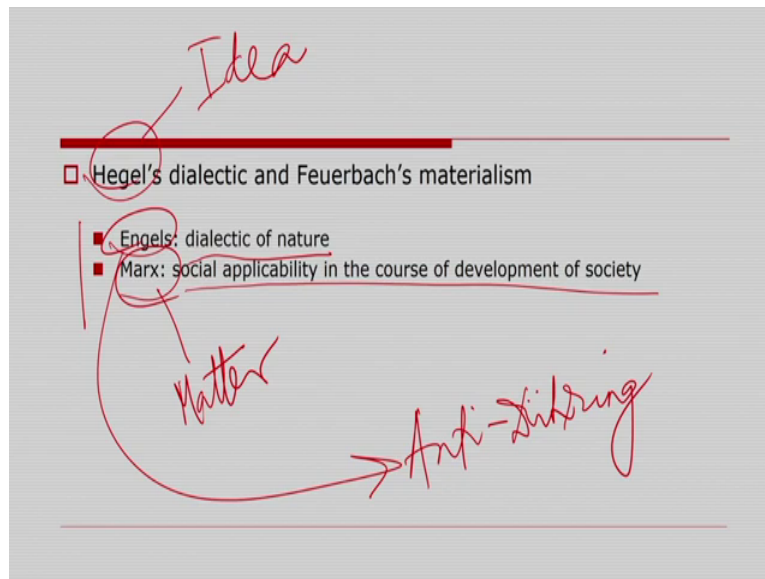 Idea
Hegel's dialectic and Feuerbach's materialism
Engels: dialectic of nature
Marx: social applicability in the course of development of society
Matter
Anti-Dühring